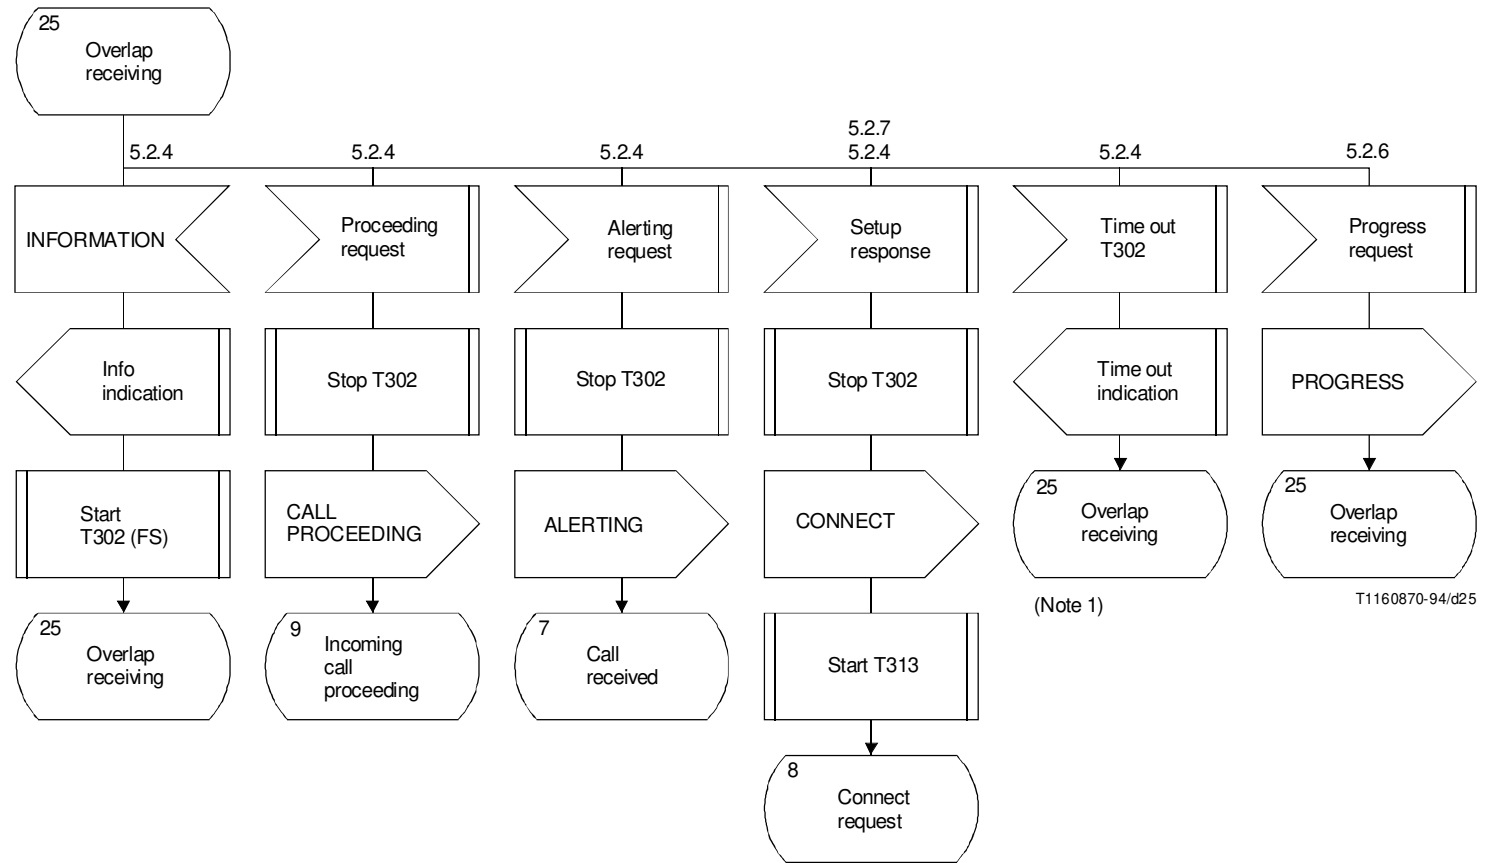 25
Overlap
receiving
5.2.7
5.2.4
5.2.4
5.2.4
5.2.4
5.2.4
5.2.6
INFORMATION
Proceeding
request
Alerting
request
Setup
response
Time out
T302
Progress
request
Info
indication
Stop T302
Stop T302
Stop T302
Time out
indication
PROGRESS
Start
T302 (FS)
CALL
PROCEEDING
ALERTING
CONNECT
25
Overlap
receiving
25
Overlap
receiving
(Note 1)
T1160870-94/d25
25
Overlap
receiving
9
Incoming
call
proceeding
7
Call
received
Start T313
8
Connect
request